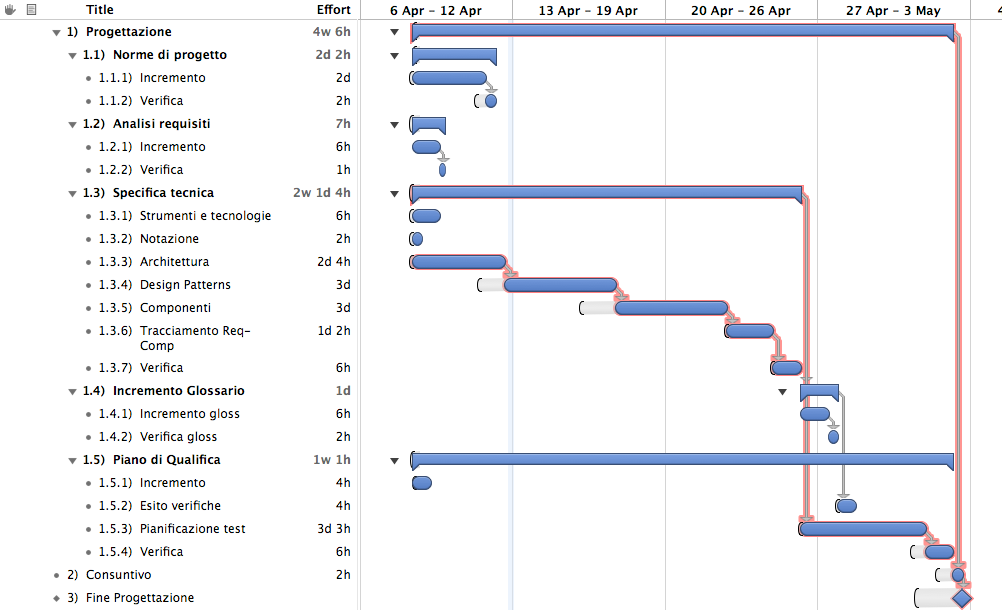 Title Effort 6 Apr – 12 Apr 13 Apr – 19 Apr 20 Apr – 26 Apr 27 Apr – 3 May
1) Progettazione 4w 6h
1.1) Norme di progetto 2d 2h
1.1.1) Incremento 2d
1.1.2) Verifica 2h
1.2) Analisi requisiti 7h
1.2.1) Incremento 6h
1.2.2) Verifica 1h
1.3) Specifica tecnica 2w 1d 4h
1.3.1) Strumenti e tecnologie 6h
1.3.2) Notazione 2h
1.3.3) Architettura 2d 4h
1.3.4) Design Patterns 3d
1.3.5) Componenti 3d
1.3.6) Tracciamento Req- 1d 2h
Comp
1.3.7) Verifica 6h
1.4) Incremento Glossario 1d
1.4.1) Incremento gloss 6h
1.4.2) Verifica gloss 2h
1.5) Piano di Qualifica 1w 1h
1.5.1) Incremento 4h
1.5.2) Esito verifiche 4h
1.5.3) Pianificazione test 3d 3h
1.5.4) Verifica 6h
2) Consuntivo 2h
3) Fine Progettazione